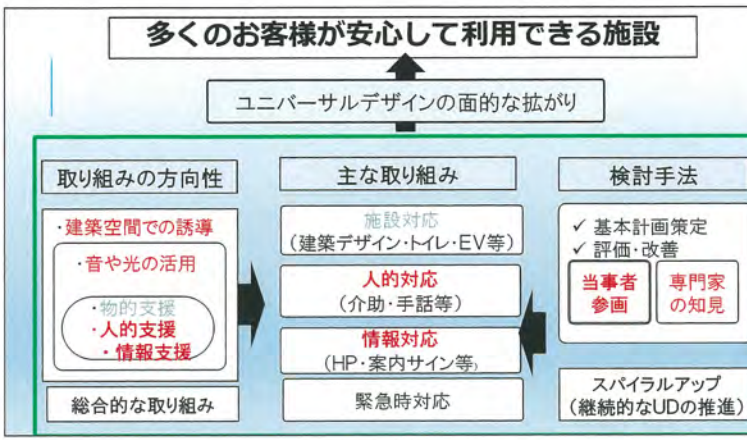 多くのお客様が安心して利用できる施設
ユニバーサルデザインの面的な拡がり
取り組みの方向性
・建築空間での誘導
・音や光の活用
・物的支援
・人的支援
・情報支援
総合的な取り組み
主な取り組み
施設対応
(建築デザイン・トイレ・EV等)
人的対応
(介助・手話等)
情報対応
(HP・案内サイン等)
緊急時対応
検討手法
✓ 基本計画策定
✓ 評価・改善
当事者
参画
専門家
の知見
スパイラルアップ
(継続的なUDの推進)